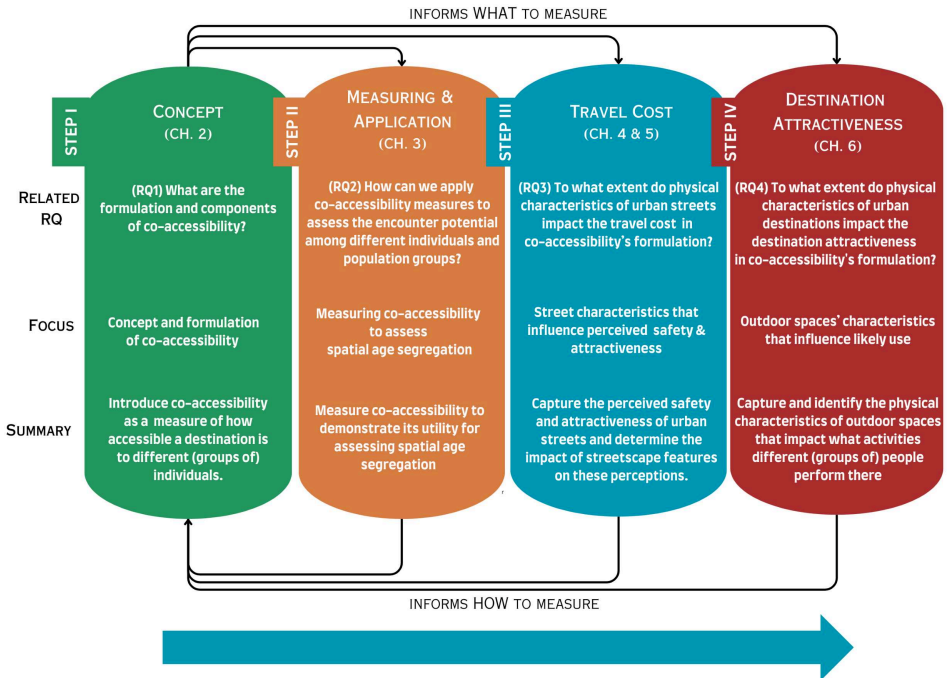 INFORMS WHAT TO MEASURE
STEP I
CONCEPT
(CH. 2)
STEP II
MEASURING &
APPLICATION
(CH. 3)
STEP III
TRAVEL COST
(CH. 4 & 5)
STEP IV
DESTINATION
ATTRACTIVENESS
(CH. 6)
RELATED
RQ
(RQ1) What are the
formulation and components
of co-accessibility?
(RQ2) How can we apply
co-accessibility measures to
assess the encounter potential
among different individuals and
population groups?
(RQ3) To what extent do physical
characteristics of urban streets
impact the travel cost in
co-accessibility's formulation?
(RQ4) To what extent do physical
characteristics of urban
destinations impact the
destination attractiveness
in co-accessibility's formulation?
FOCUS
Concept and formulation
of co-accessibility
Measuring co-accessibility
to assess
spatial age segregation
Street characteristics that
influence perceived safety &
attractiveness
Outdoor spaces' characteristics
that influence likely use
SUMMARY
Introduce co-accessibility
as a measure of how
accessible a destination is
to different (groups of)
individuals.
Measure co-accessibility to
demonstrate its utility for
assessing spatial age
segregation
Capture the perceived safety
and attractiveness of urban
streets and determine the
impact of streetscape features
on these perceptions.
Capture and identify the physical
characteristics of outdoor spaces
that impact what activities
different (groups of) people
perform there
INFORMS HOW TO MEASURE